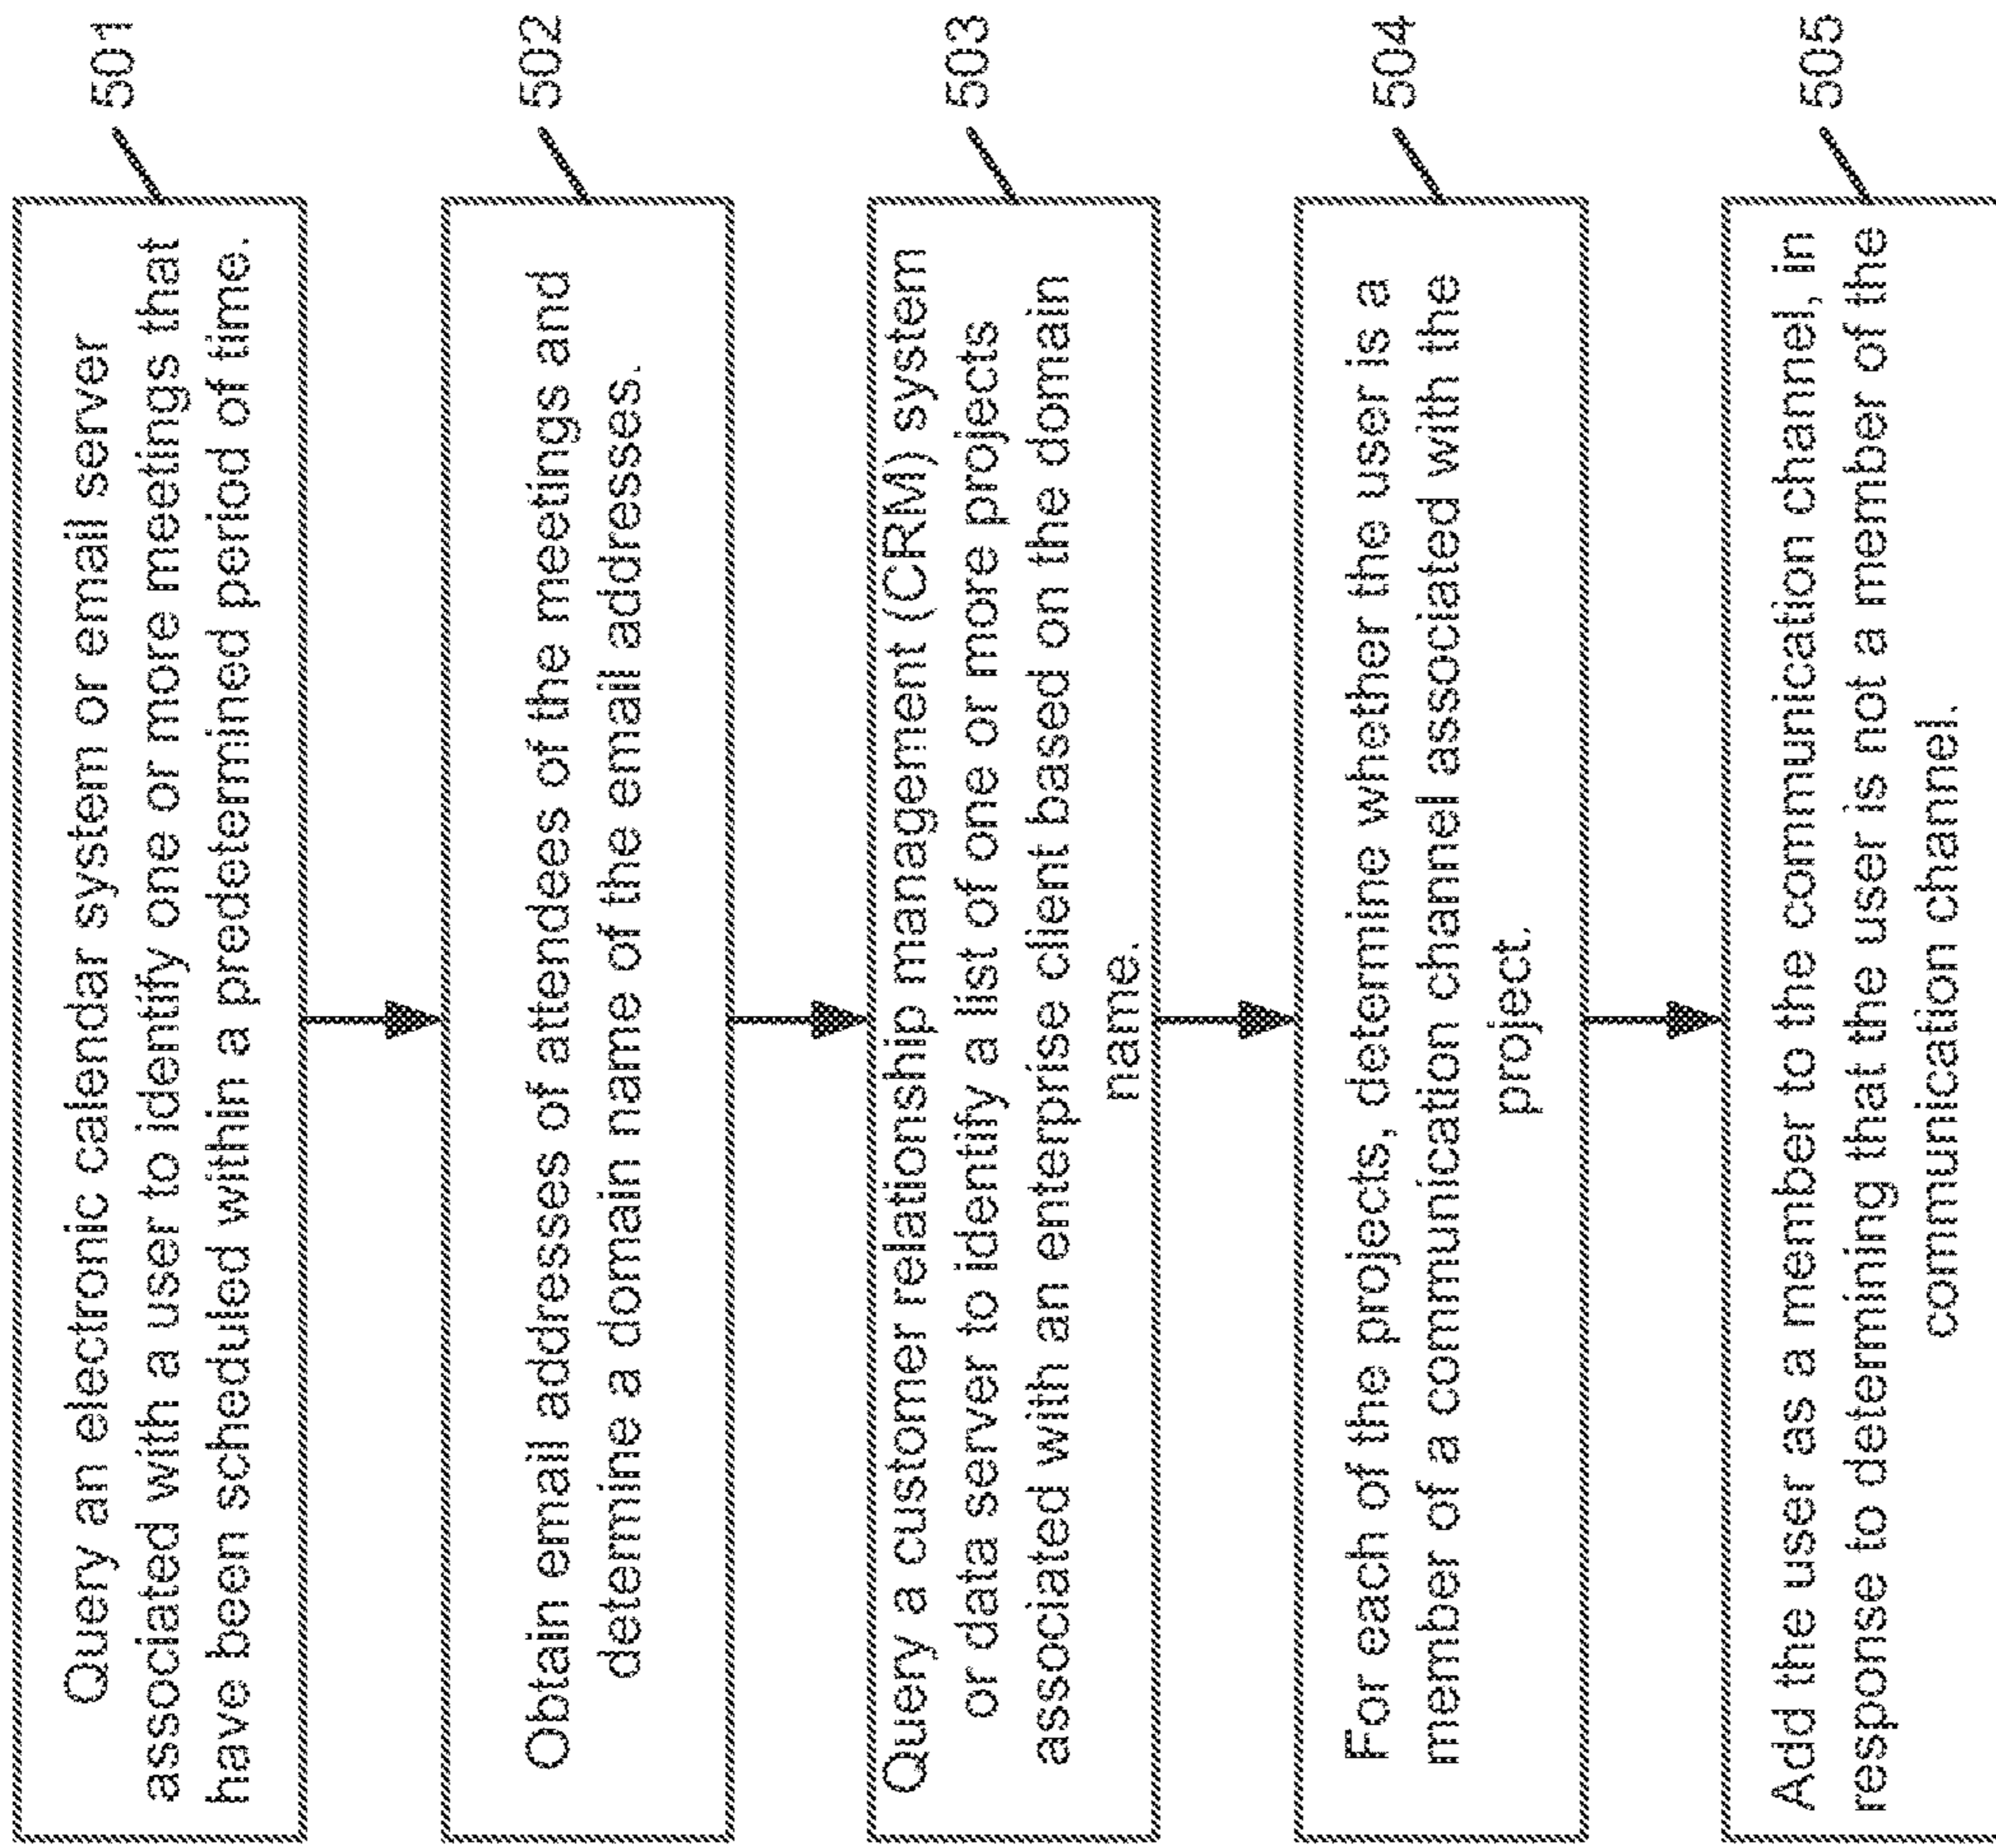 Query an electronic calendar system or email server
associated with a user to identify one or more meetings that
have been scheduled within a predetermined period of time.
501
Obtain email addresses of attendees of the meetings and
determine a domain name of the email addresses.
502
Query a customer relationship management (CRM) system
or data server to identify a list of one or more projects
associated with an enterprise client based on the domain
name.
503
For each of the projects, determine whether the user is a
member of a communication channel associated with the
project.
504
Add the user as a member to the communication channel, in
response to determining that the user is not a member of the
communication channel.
505